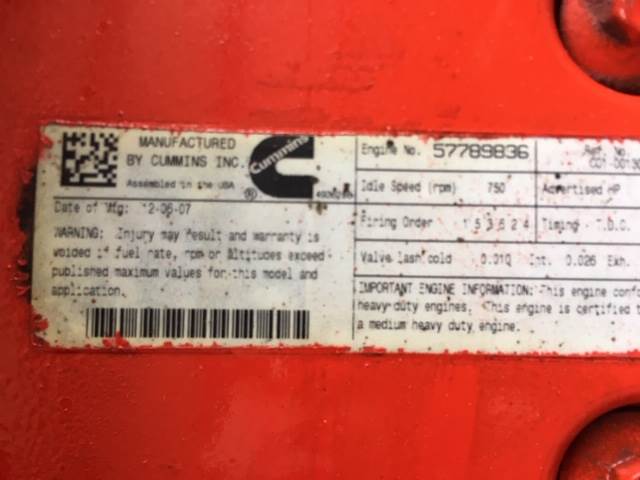 MANUFACTURED
BY CUMMINS INC.
Assembled in the USA
Cummins
®
Date of Mfg: 12-06-07
WARNING: Injury may result and warranty is
voided if fuel rate, rpm or Altitudes exceed
published maximum values for this model and
application.
Engine No. 57789836
Ref No.
Idle Speed (rpm) 750 Advertised HP
Firing Order 1 5 3 6 2 4 Timing - T.D.C.
Valve lash cold 0.010 Int. 0.026 Exh.
IMPORTANT ENGINE INFORMATION: This engine confo
heavy-duty engines. This engine is certified t
a medium heavy duty engine.